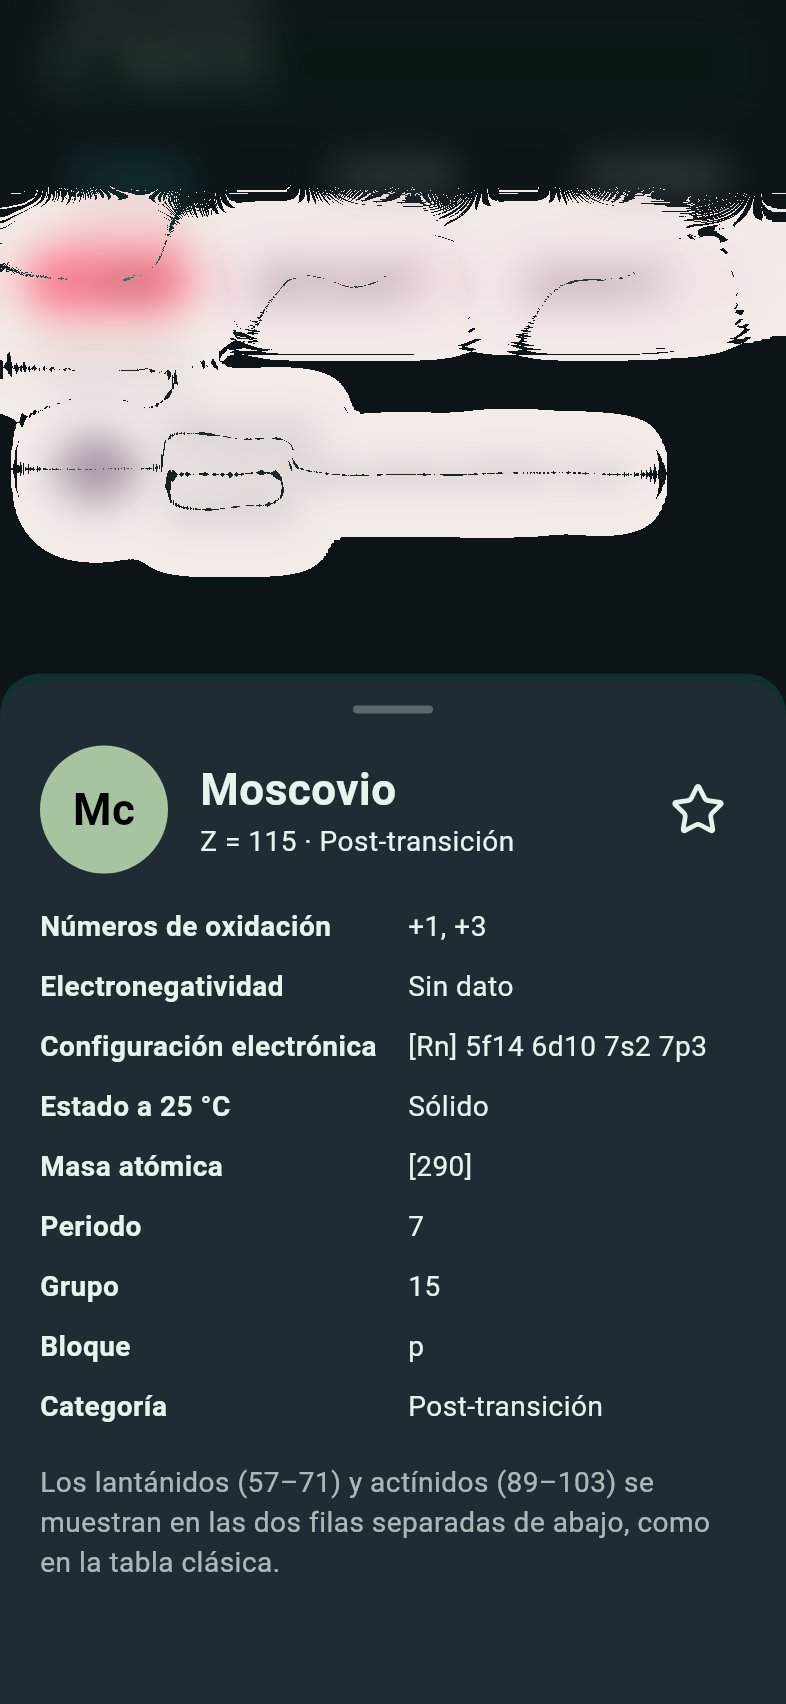 Mc
Moscovio
Z = 115 · Post-transición
Números de oxidación +1, +3
Electronegatividad Sin dato
Configuración electrónica [Rn] 5f14 6d10 7s2 7p3
Estado a 25 °C Sólido
Masa atómica [290]
Periodo 7
Grupo 15
Bloque p
Categoría Post-transición
Los lantánidos (57–71) y actínidos (89–103) se
muestran en las dos filas separadas de abajo, como
en la tabla clásica.